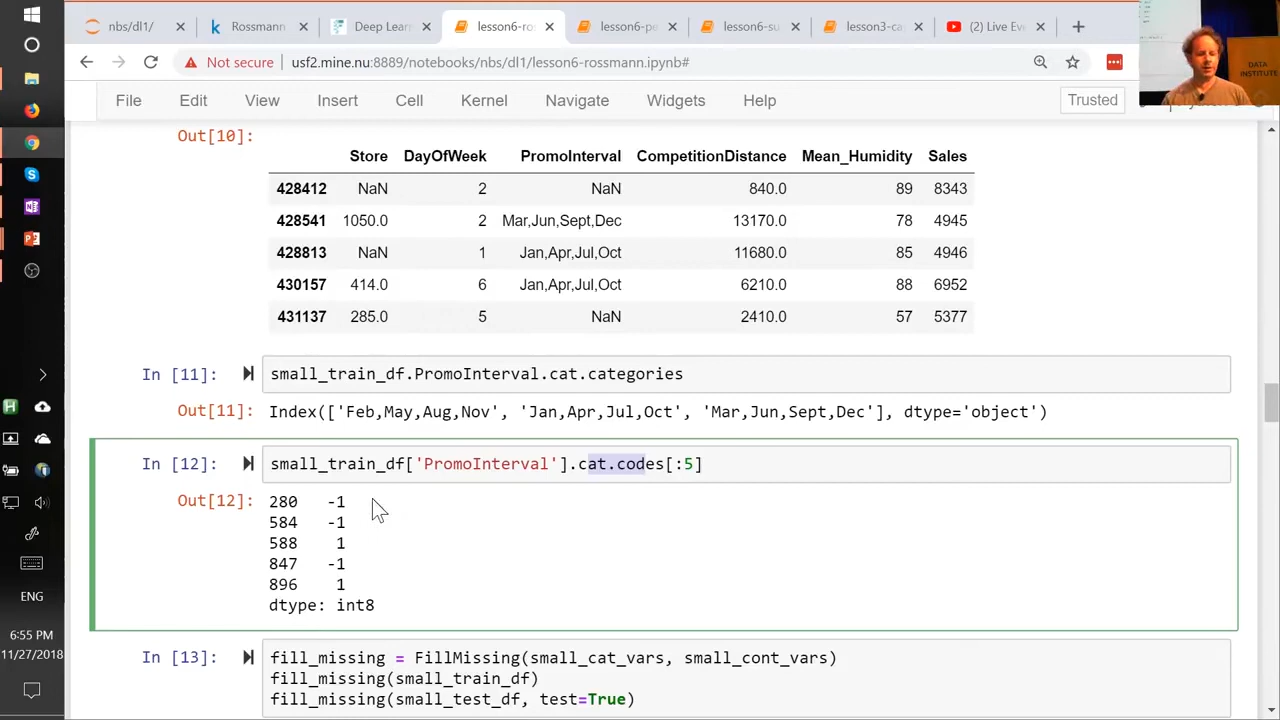 nbs/dl1/
Rossmann
Deep Learn
lesson6-ros
lesson6-pe
lesson6-su
lesson3-ca
(2) Live Eve
Not secure
usf2.mine.nu:8889/notebooks/nbs/dl1/lesson6-rossmann.ipynb#
DATA
INSTITUTE
File Edit View Insert Cell Kernel Navigate Widgets Help
Trusted
Out[10]:
Store DayOfWeek PromoInterval CompetitionDistance Mean_Humidity Sales
428412 NaN 2 NaN 840.0 89 8343
428541 1050.0 2 Mar,Jun,Sept,Dec 13170.0 78 4945
428813 NaN 1 Jan,Apr,Jul,Oct 11680.0 85 4946
430157 414.0 6 Jan,Apr,Jul,Oct 6210.0 88 6952
431137 285.0 5 NaN 2410.0 57 5377
In [11]: small_train_df.PromoInterval.cat.categories
Out[11]: Index(['Feb,May,Aug,Nov', 'Jan,Apr,Jul,Oct', 'Mar,Jun,Sept,Dec'], dtype='object')
In [12]: small_train_df['PromoInterval'].cat.codes[:5]
Out[12]: 280 -1
584 -1
588 1
847 -1
896 1
dtype: int8
In [13]: fill_missing = FillMissing(small_cat_vars, small_cont_vars)
fill_missing(small_train_df)
fill_missing(small_test_df, test=True)
ENG
6:55 PM
11/27/2018